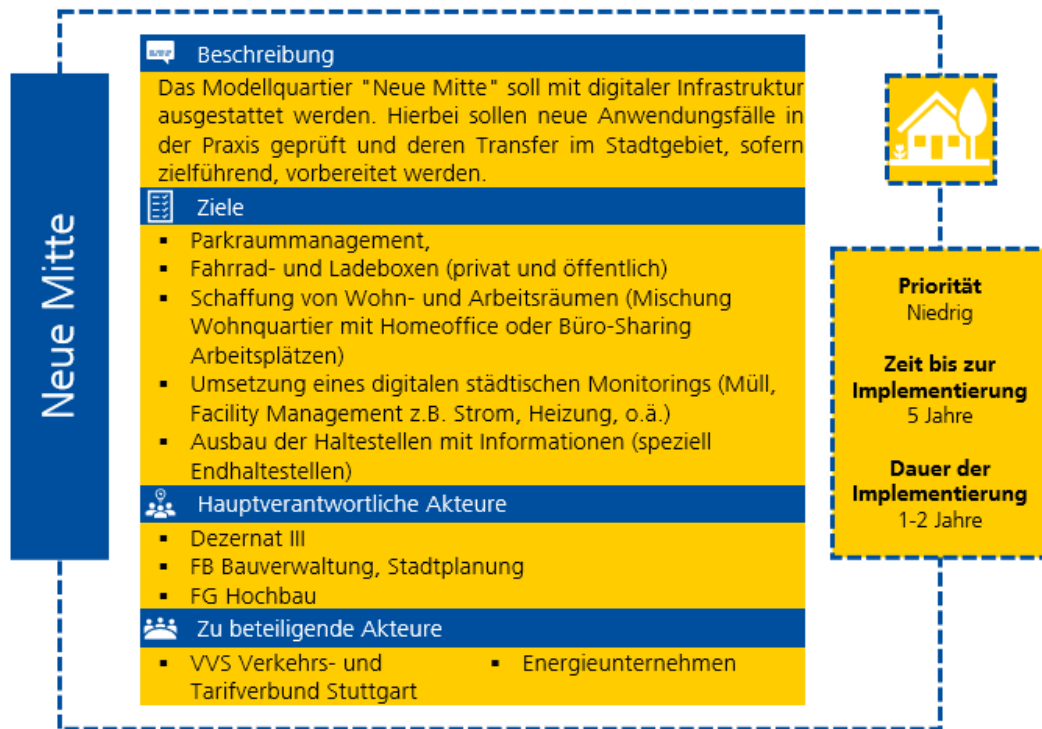 Neue Mitte
Beschreibung
Das Modellquartier "Neue Mitte" soll mit digitaler Infrastruktur
ausgestattet werden. Hierbei sollen neue Anwendungsfälle in
der Praxis geprüft und deren Transfer im Stadtgebiet, sofern
zielführend, vorbereitet werden.
Ziele
▪ Parkraummanagement,
▪ Fahrrad- und Ladeboxen (privat und öffentlich)
▪ Schaffung von Wohn- und Arbeitsräumen (Mischung
Wohnquartier mit Homeoffice oder Büro-Sharing
Arbeitsplätzen)
▪ Umsetzung eines digitalen städtischen Monitorings (Müll,
Facility Management z.B. Strom, Heizung, o.ä.)
▪ Ausbau der Haltestellen mit Informationen (speziell
Endhaltestellen)
Hauptverantwortliche Akteure
▪ Dezernat III
▪ FB Bauverwaltung, Stadtplanung
▪ FG Hochbau
Zu beteiligende Akteure
▪ VVS Verkehrs- und
Tarifverbund Stuttgart
▪ Energieunternehmen
Priorität
Niedrig
Zeit bis zur
Implementierung
5 Jahre
Dauer der
Implementierung
1-2 Jahre